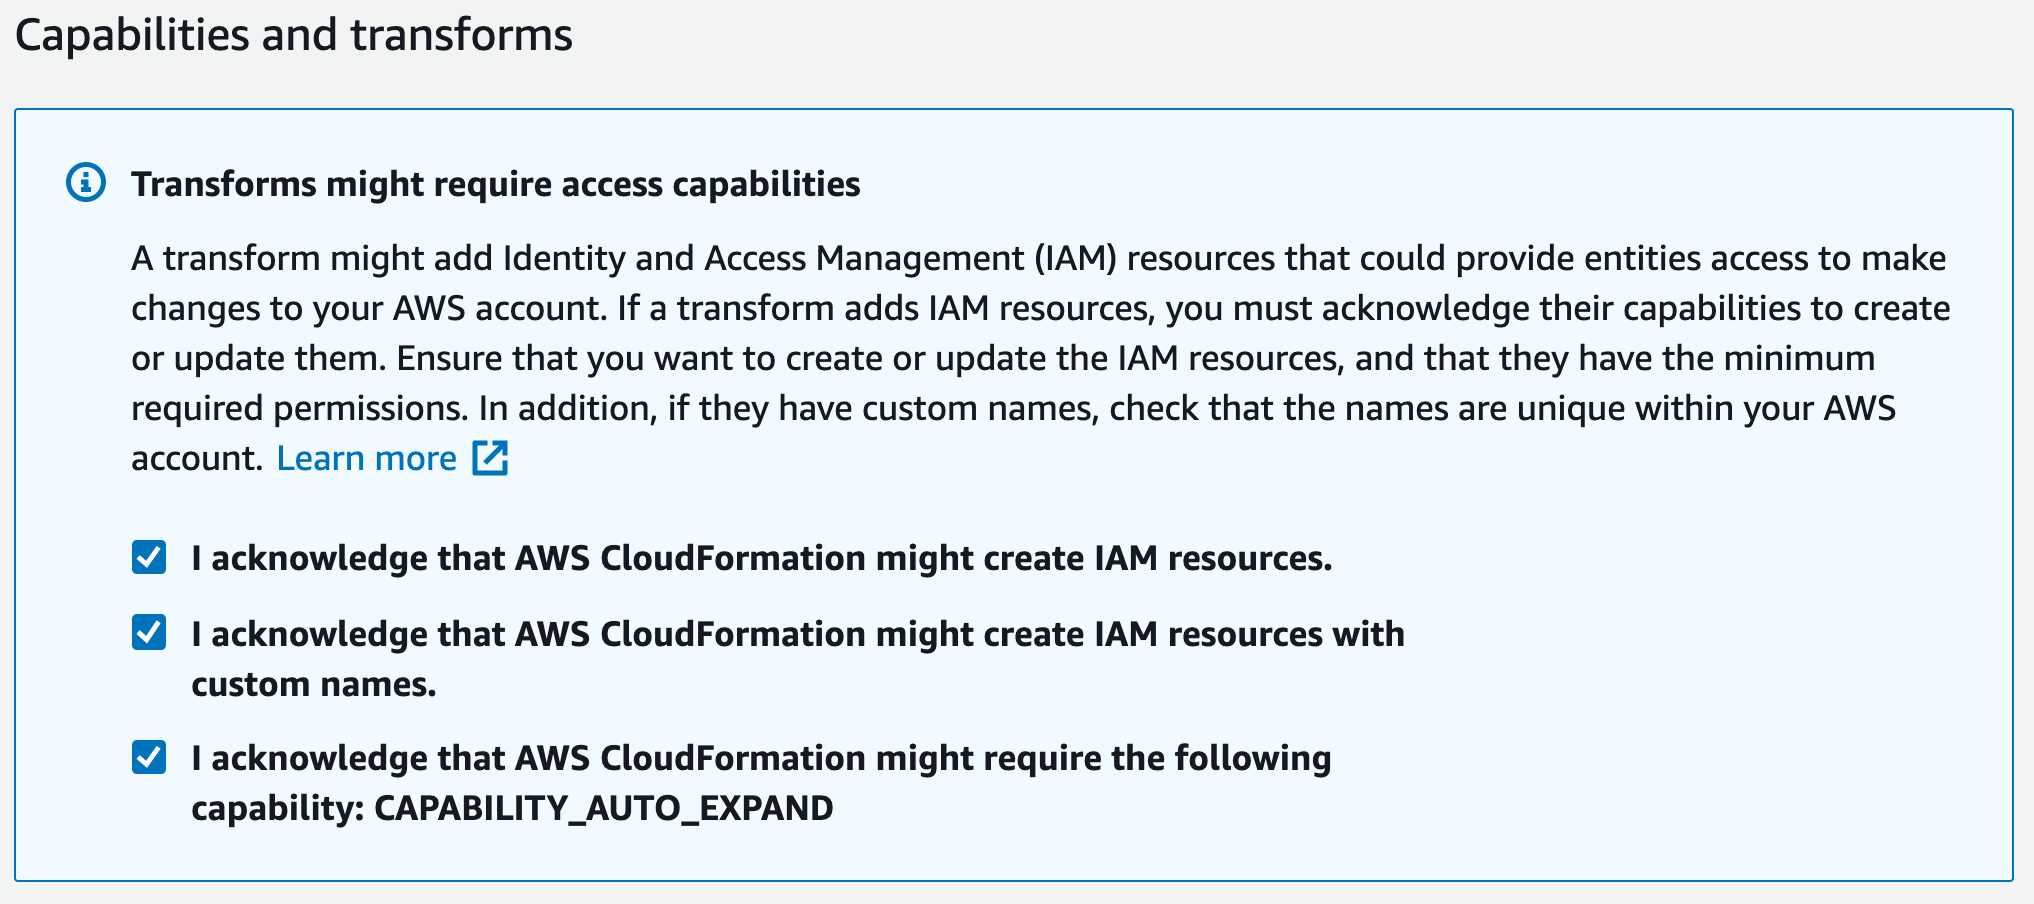 Capabilities and transforms
Transforms might require access capabilities
A transform might add Identity and Access Management (IAM) resources that could provide entities access to make
changes to your AWS account. If a transform adds IAM resources, you must acknowledge their capabilities to create
or update them. Ensure that you want to create or update the IAM resources, and that they have the minimum
required permissions. In addition, if they have custom names, check that the names are unique within your AWS
account. Learn more
I acknowledge that AWS CloudFormation might create IAM resources.
I acknowledge that AWS CloudFormation might create IAM resources with
custom names.
I acknowledge that AWS CloudFormation might require the following
capability: CAPABILITY_AUTO_EXPAND